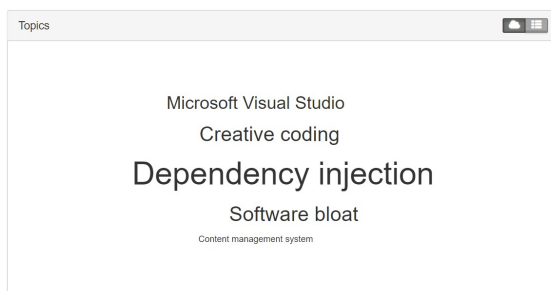 Topics
Microsoft Visual Studio
Creative coding
Dependency injection
Software bloat
Content management system